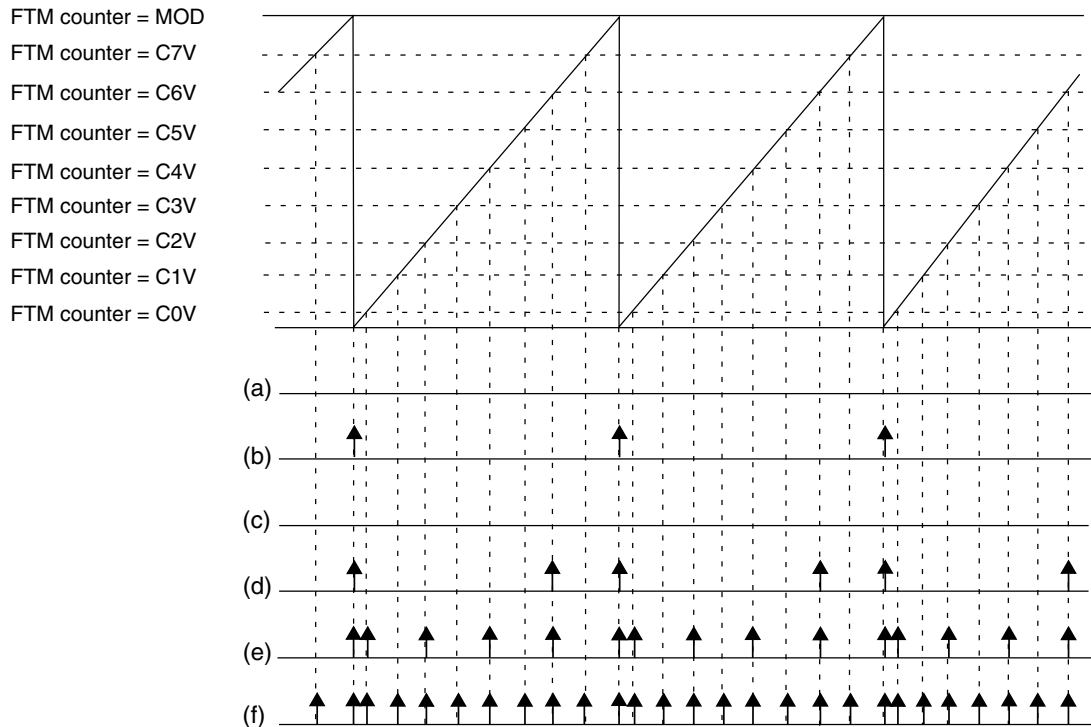 FTM counter = MOD
FTM counter = C7V
FTM counter = C6V
FTM counter = C5V
FTM counter = C4V
FTM counter = C3V
FTM counter = C2V
FTM counter = C1V
FTM counter = C0V
(a)
(b)
(c)
(d)
(e)
(f)